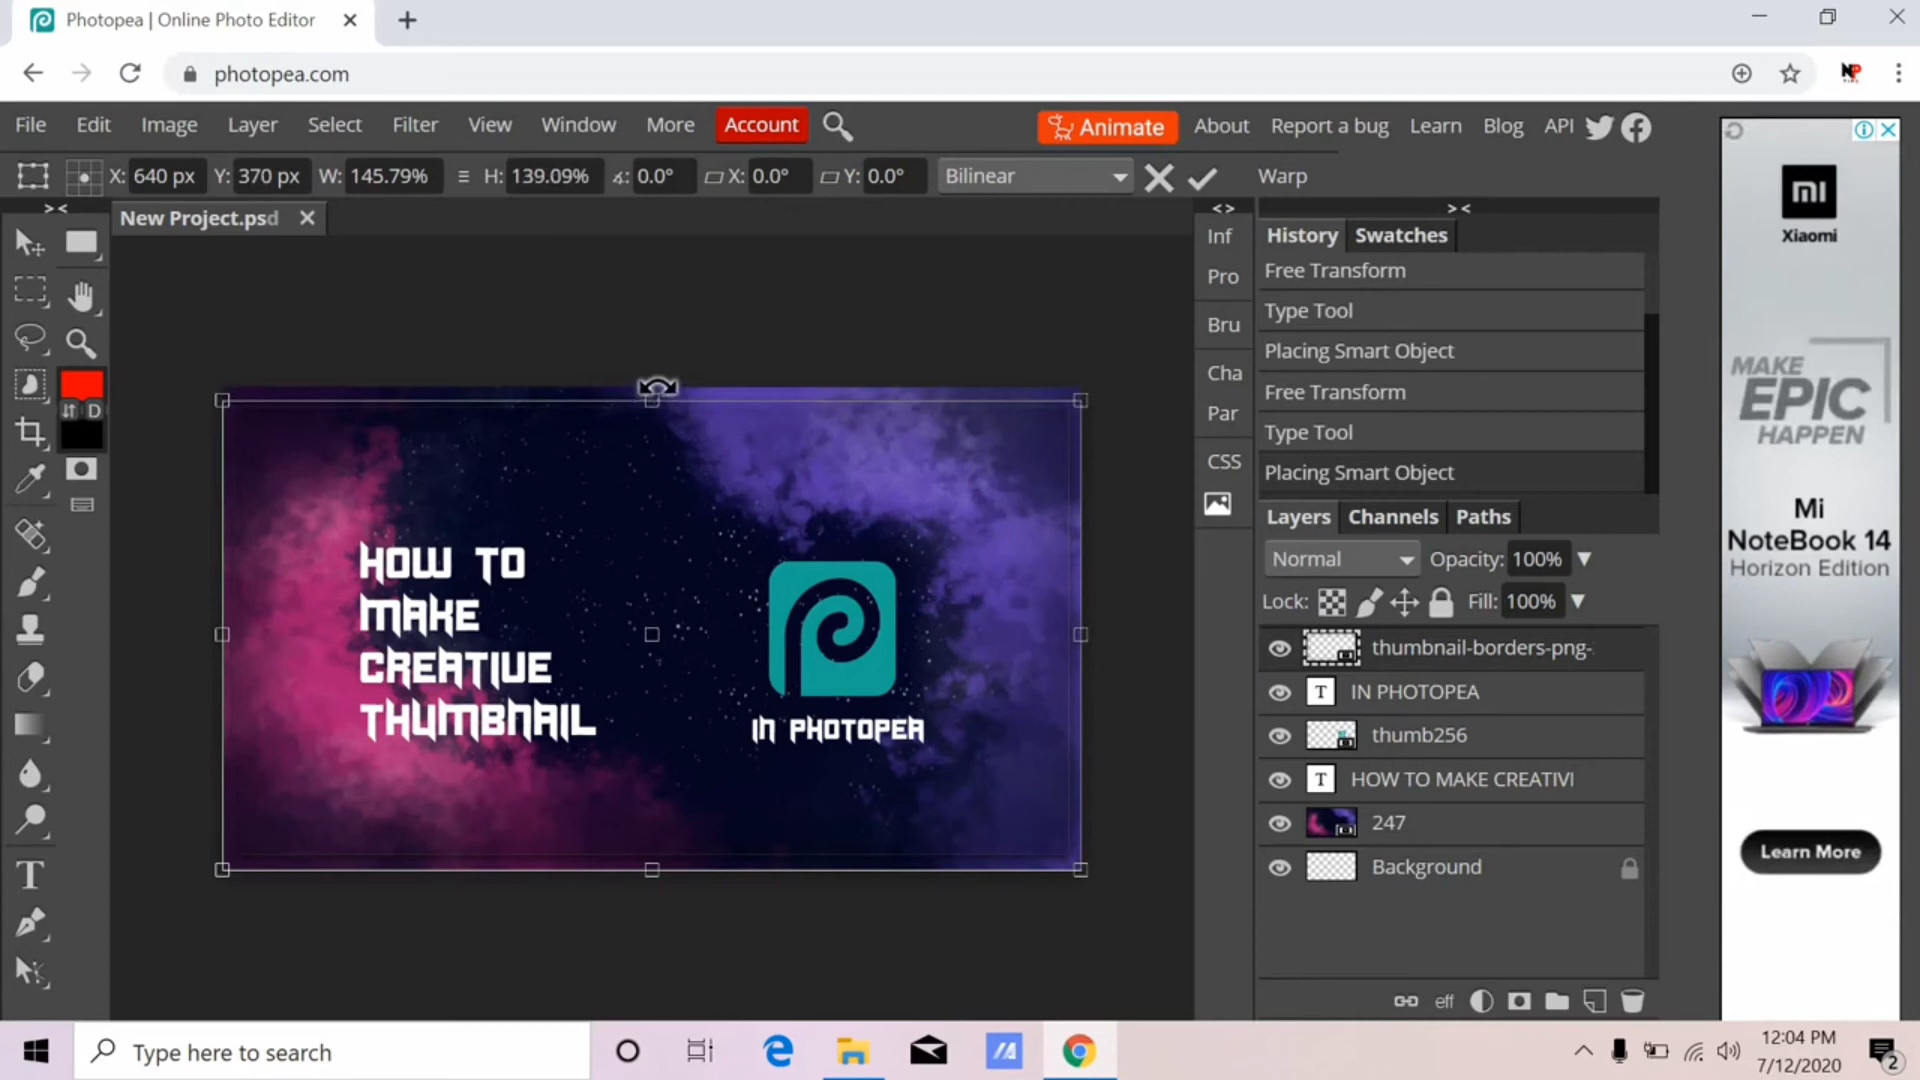 Photopea | Online Photo Editor
photopea.com
File Edit Image Layer Select Filter View Window More Account Animate About Report a bug Learn Blog API
X: 640 px Y: 370 px W: 145.79% H: 139.09% 0.0° X: 0.0° Y: 0.0° Bilinear Warp
New Project.psd
Inf
Pro
Bru
Cha
Par
CSS
History Swatches
Free Transform
Type Tool
Placing Smart Object
Free Transform
Type Tool
Placing Smart Object
Layers Channels Paths
Normal Opacity: 100%
Lock: Fill: 100%
thumbnail-borders-png-
T IN PHOTOPEA
thumb256
T HOW TO MAKE CREATIVI
247
Background
eff
D
T
HOW TO
MAKE
CREATIVE
THUMBNAIL
IN PHOTOPEA
mi
Xiaomi
MAKE
EPIC
HAPPEN
Mi
NoteBook 14
Horizon Edition
Learn More
Type here to search
12:04 PM
7/12/2020
2